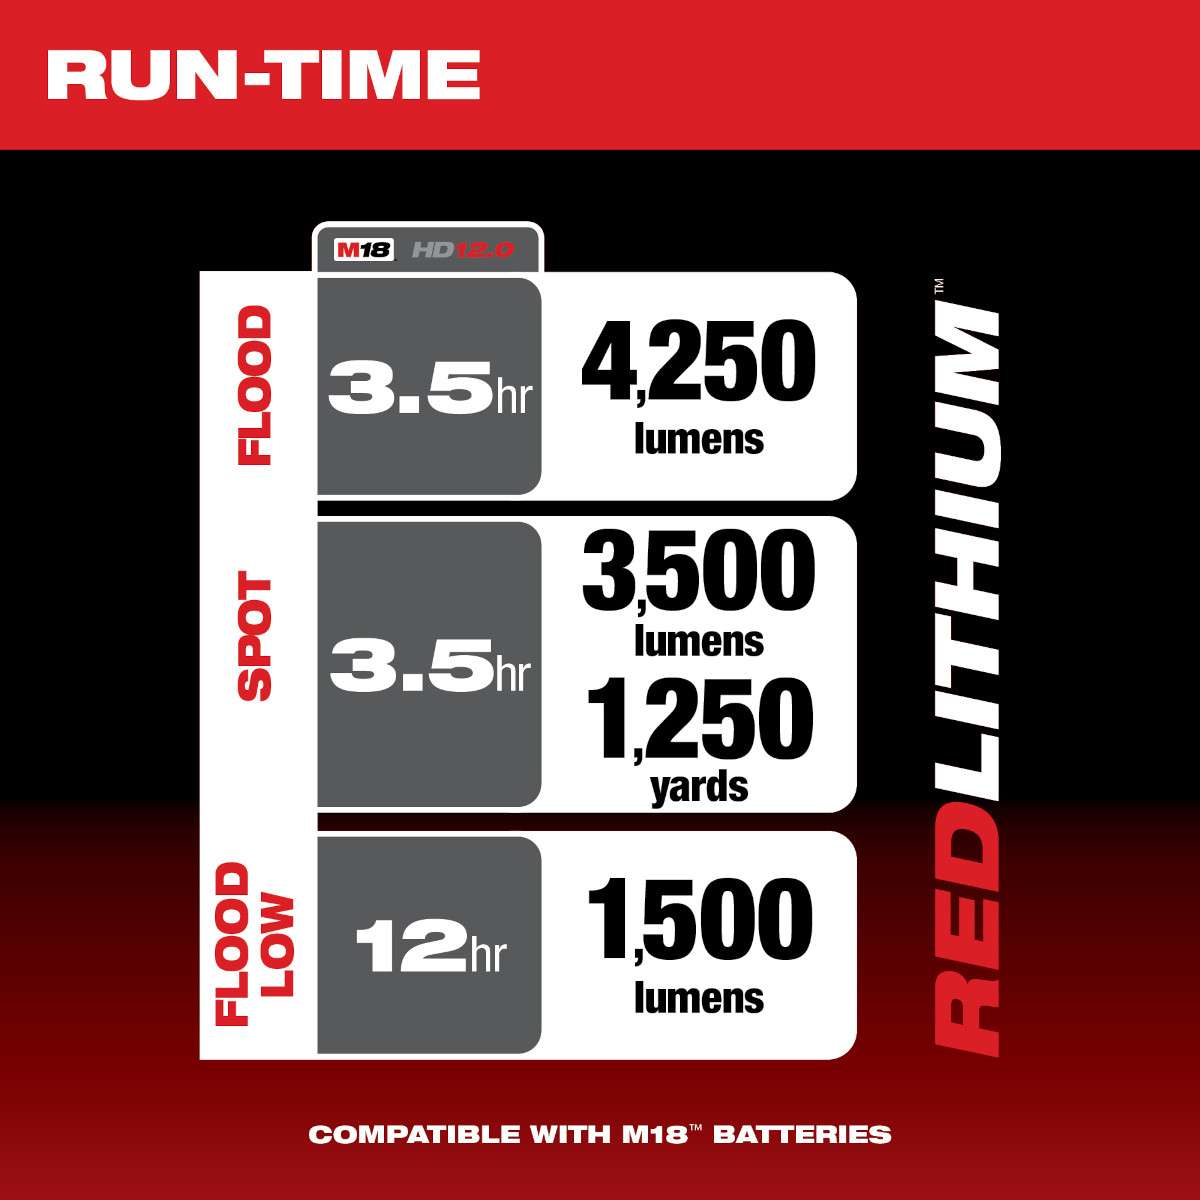 RUN-TIME
M18 HD12.0
FLOOD
3.5hr
4,250
lumens
SPOT
3.5hr
3,500
lumens
1,250
yards
FLOOD
LOW
12hr
1,500
lumens
REDLITHIUM™
COMPATIBLE WITH M18™ BATTERIES